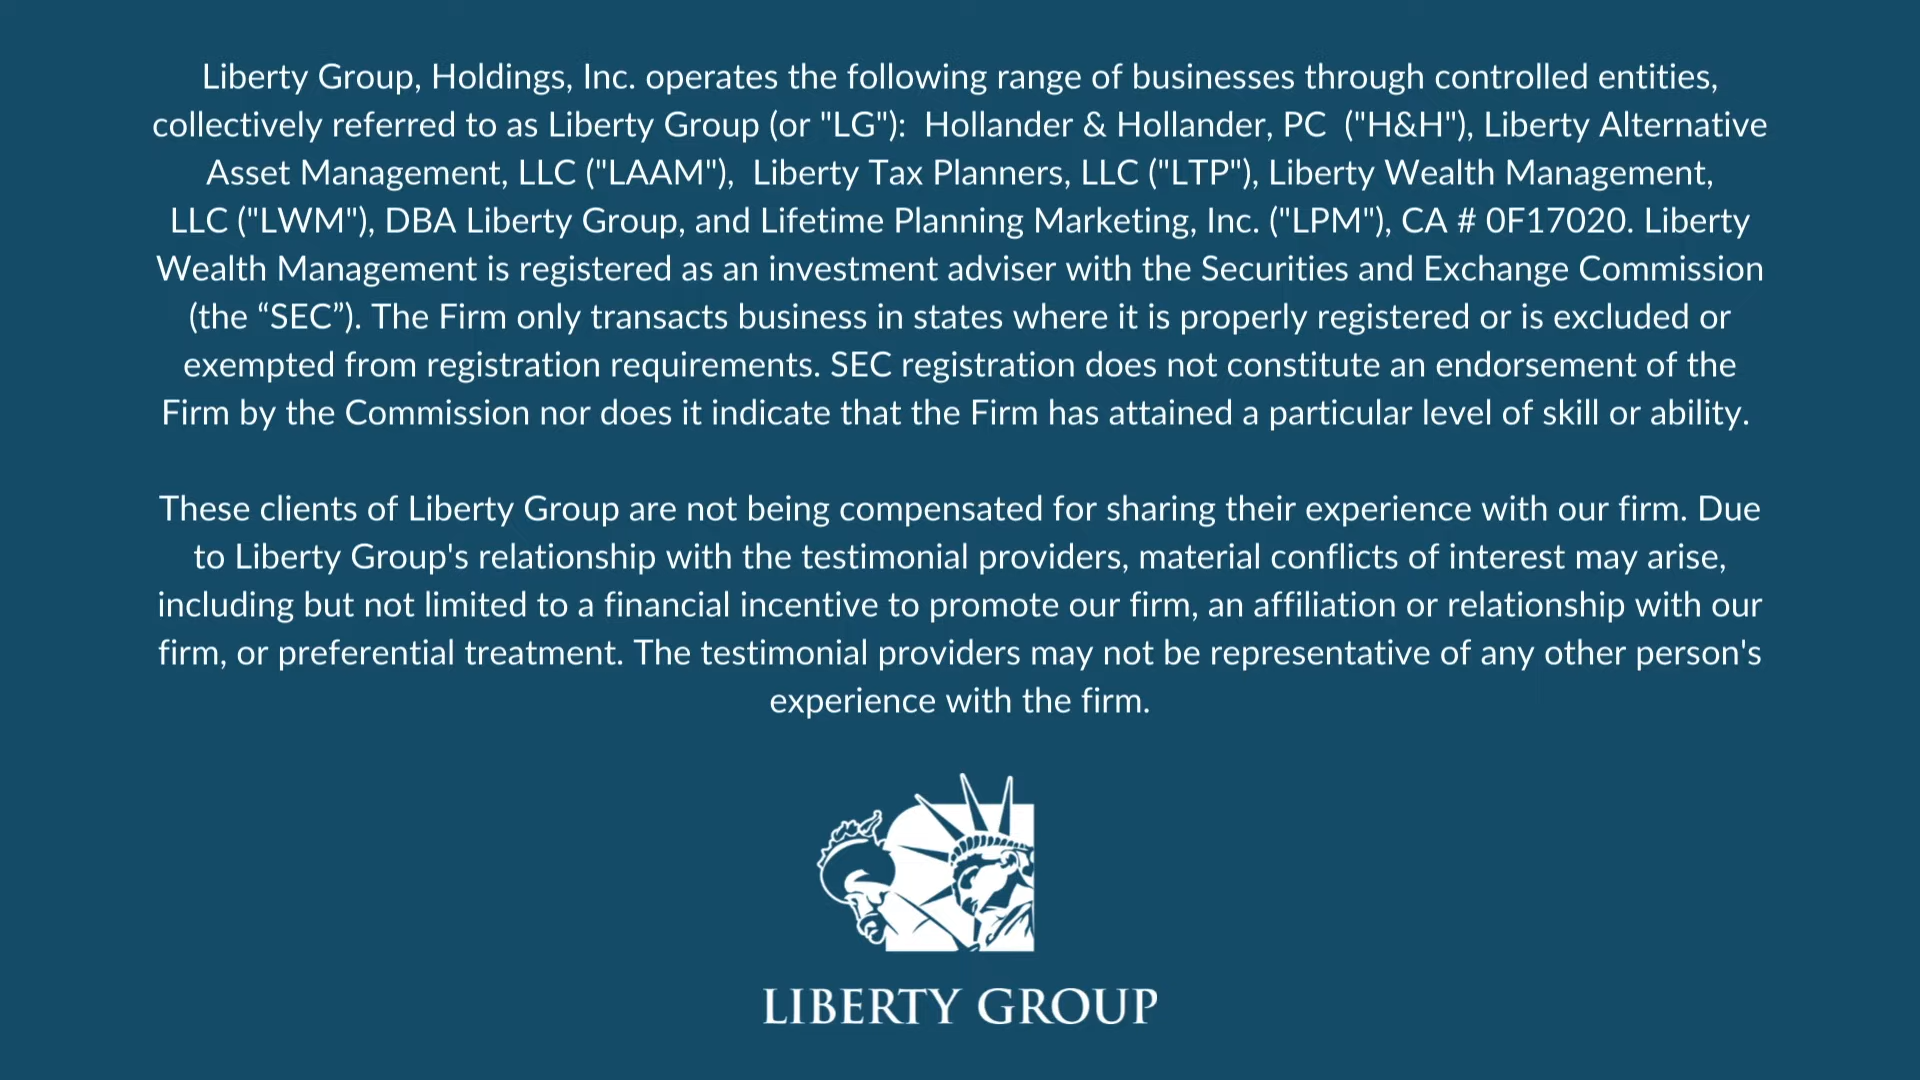 Liberty Group, Holdings, Inc. operates the following range of businesses through controlled entities,
collectively referred to as Liberty Group (or "LG"):  Hollander & Hollander, PC  ("H&H"), Liberty Alternative
Asset Management, LLC ("LAAM"),  Liberty Tax Planners, LLC ("LTP"), Liberty Wealth Management,
LLC ("LWM"), DBA Liberty Group, and Lifetime Planning Marketing, Inc. ("LPM"), CA # 0F17020. Liberty
Wealth Management is registered as an investment adviser with the Securities and Exchange Commission
(the “SEC”). The Firm only transacts business in states where it is properly registered or is excluded or
exempted from registration requirements. SEC registration does not constitute an endorsement of the
Firm by the Commission nor does it indicate that the Firm has attained a particular level of skill or ability.
These clients of Liberty Group are not being compensated for sharing their experience with our firm. Due
to Liberty Group's relationship with the testimonial providers, material conflicts of interest may arise,
including but not limited to a financial incentive to promote our firm, an affiliation or relationship with our
firm, or preferential treatment. The testimonial providers may not be representative of any other person's
experience with the firm.
LIBERTY GROUP